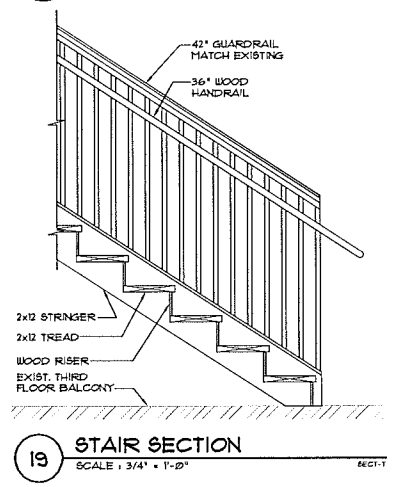 42" GUARDRAIL
MATCH EXISTING
36" WOOD
HANDRAIL
2x12 STRINGER
2x12 TREAD
WOOD RISER
EXIST. THIRD
FLOOR BALCONY
19
STAIR SECTION
SCALE : 3/4" = 1'-0"
SECT-T